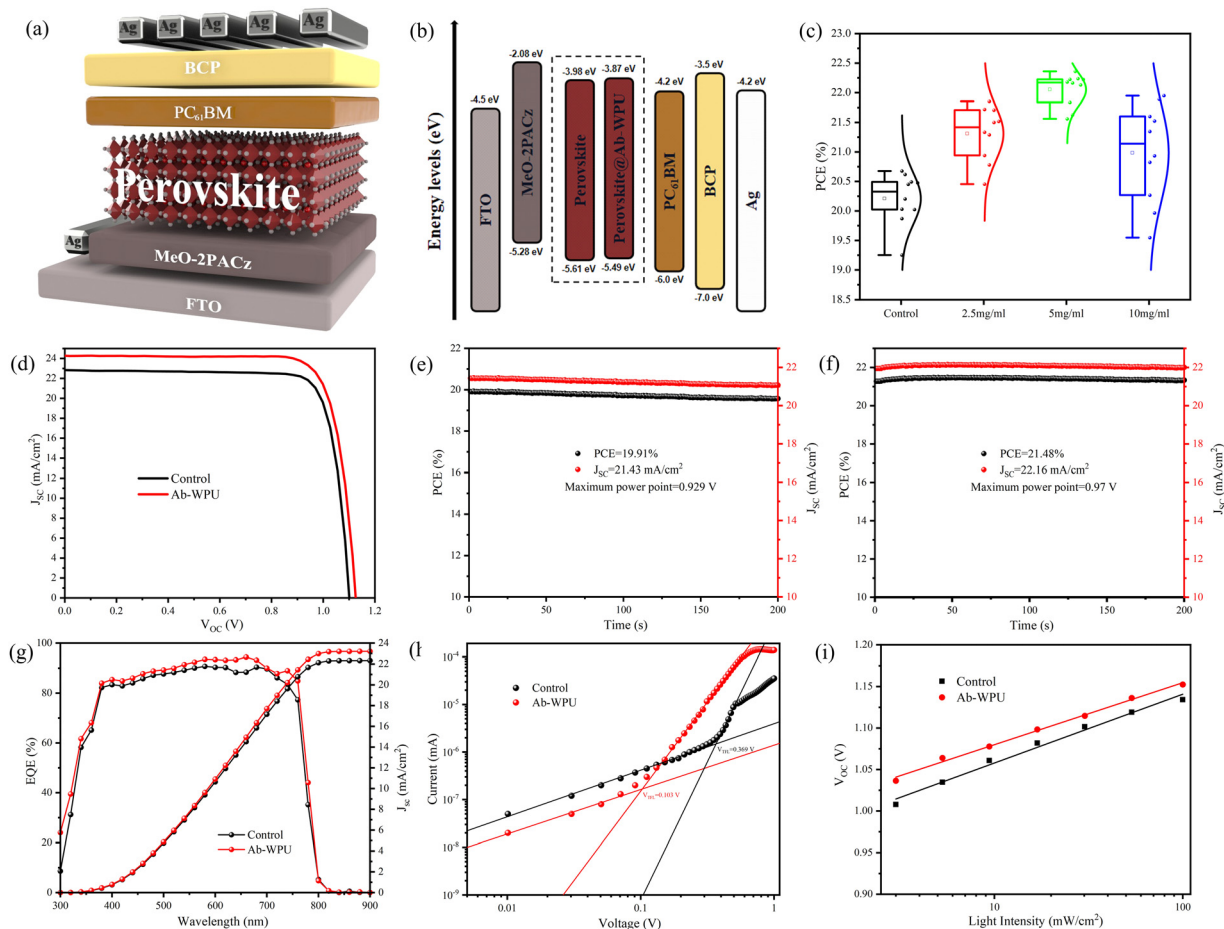 (a)
Ag Ag Ag Ag Ag
BCP
PC₆₁BM
Perovskite
Ag
MeO-2PACz
FTO
(b)
Energy levels (eV)
-4.5 eV
FTO
-2.08 eV
MeO-2PACz
-5.28 eV
-3.98 eV
Perovskite
-5.61 eV
-3.87 eV
Perovskite@Ab-WPU
-5.49 eV
-4.2 eV
PC₆₁BM
-6.0 eV
-3.5 eV
BCP
-7.0 eV
-4.2 eV
Ag
(c)
PCE (%)
23.0
22.5
22.0
21.5
21.0
20.5
20.0
19.5
19.0
18.5
Control 2.5mg/ml 5mg/ml 10mg/ml
(d)
J_SC (mA/cm²)
26
24
22
20
18
16
14
12
10
8
6
4
2
0
Control
Ab-WPU
0.0 0.2 0.4 0.6 0.8 1.0 1.2
V_OC (V)
(e)
PCE (%)
22
20
18
16
14
12
10
PCE=19.91%
J_SC=21.43 mA/cm²
Maximum power point=0.929 V
0 50 100 150 200
Time (s)
22
20
18
16
14
12
10
J_SC (mA/cm²)
(f)
PCE (%)
22
20
18
16
14
12
10
PCE=21.48%
J_SC=22.16 mA/cm²
Maximum power point=0.97 V
0 50 100 150 200
Time (s)
22
20
18
16
14
12
10
J_SC (mA/cm²)
(g)
EQE (%)
100
80
60
40
20
0
Control
Ab-WPU
300 400 500 600 700 800 900
Wavelength (nm)
24
22
20
18
16
14
12
10
8
6
4
2
0
J_sc (mA/cm²)
(h)
Current (mA)
10⁻⁴
10⁻⁵
10⁻⁶
10⁻⁷
10⁻⁸
10⁻⁹
Control
Ab-WPU
V_TFL=0.369 V
V_TFL=0.103 V
0.01 0.1 1
Voltage (V)
(i)
V_OC (V)
1.20
1.15
1.10
1.05
1.00
0.95
0.90
Control
Ab-WPU
10 100
Light Intensity (mW/cm²)